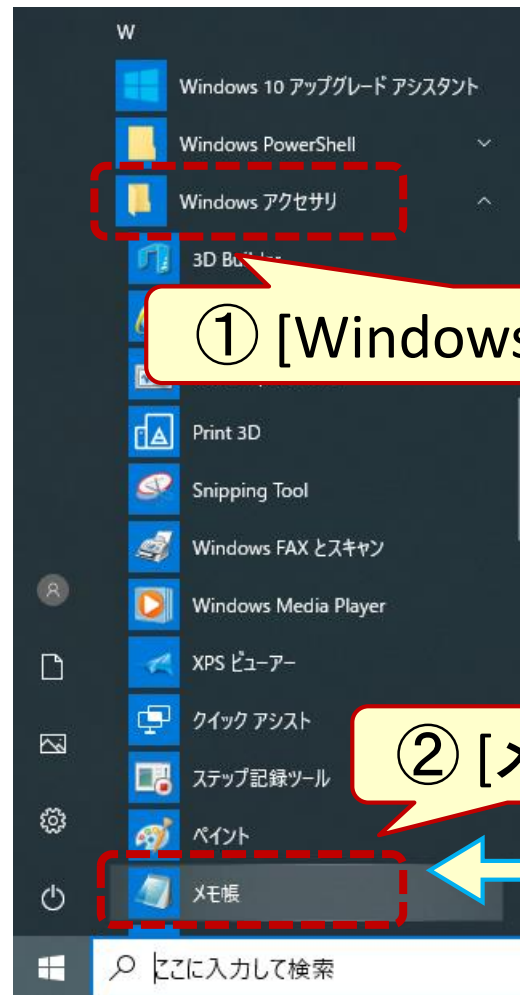 W
Windows 10 アップグレード アシスタント
Windows PowerShell
Windows アクセサリ
3D
① [Windows
Print 3D
Snipping Tool
Windows FAX とスキャン
Windows Media Player
XPS ビューアー
クイック アシスト
② [メ
ステップ記録ツール
ペイント
メモ帳
ここに入力して検索